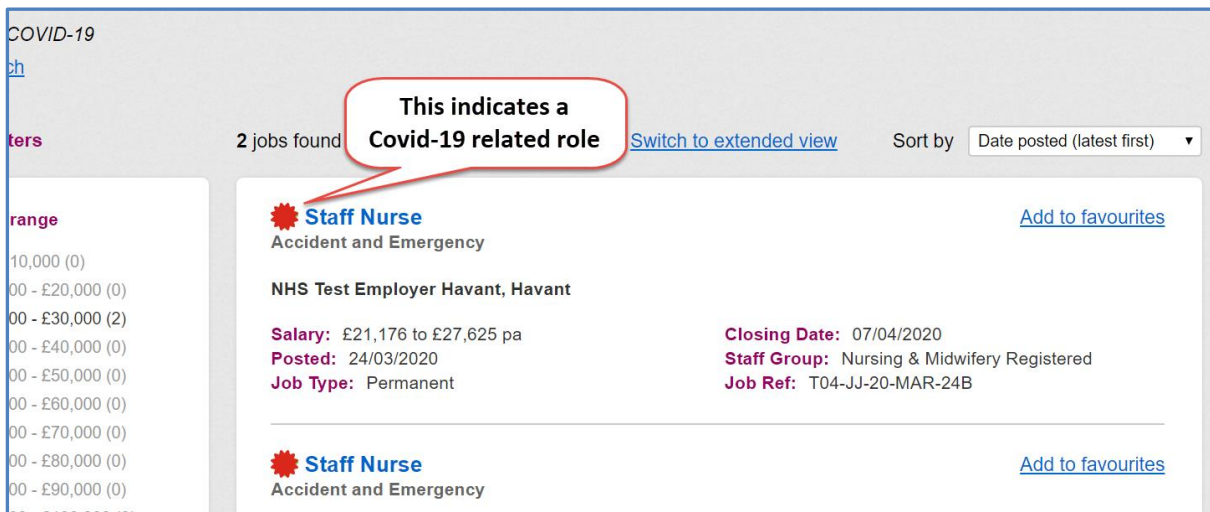 COVID-19
ch
This indicates a
Covid-19 related role
ters
2 jobs found
Switch to extended view
Sort by
Date posted (latest first)
range
10,000 (0)
00 - £20,000 (0)
00 - £30,000 (2)
00 - £40,000 (0)
00 - £50,000 (0)
00 - £60,000 (0)
00 - £70,000 (0)
00 - £80,000 (0)
00 - £90,000 (0)
Staff Nurse
Add to favourites
Accident and Emergency
NHS Test Employer Havant, Havant
Salary: £21,176 to £27,625 pa
Closing Date: 07/04/2020
Posted: 24/03/2020
Staff Group: Nursing & Midwifery Registered
Job Type: Permanent
Job Ref: T04-JJ-20-MAR-24B
Staff Nurse
Add to favourites
Accident and Emergency